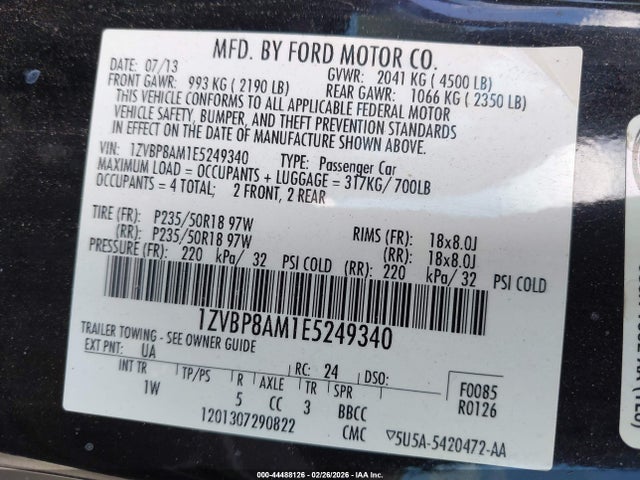 MFD. BY FORD MOTOR CO.
DATE: 07/13 GVWR: 2041 KG ( 4500 LB)
FRONT GAWR: 993 KG ( 2190 LB) REAR GAWR: 1066 KG ( 2350 LB)
THIS VEHICLE CONFORMS TO ALL APPLICABLE FEDERAL MOTOR
VEHICLE SAFETY, BUMPER, AND THEFT PREVENTION STANDARDS
IN EFFECT ON THE DATE OF MANUFACTURE SHOWN ABOVE.
VIN: 1ZVBP8AM1E5249340 TYPE: Passenger Car
MAXIMUM LOAD = OCCUPANTS + LUGGAGE = 317KG/ 700LB
OCCUPANTS = 4 TOTAL; 2 FRONT, 2 REAR
TIRE (FR): P235/50R18 97W RIMS (FR): 18x8.0J
(RR): P235/50R18 97W (RR): 18x8.0J
PRESSURE (FR): 220 kPa/ 32 PSI COLD (RR): 220 kPa/ 32 PSI COLD
1ZVBP8AM1E5249340
TRAILER TOWING - SEE OWNER GUIDE
EXT PNT: UA RC: 24 DSO:
INT TR TP/PS R AXLE TR SPR F0085
1W 5 CC 3 BBCC R0126
1201307290822 CMC ▽5U5A-5420472-AA
000-44488126 - 02/26/2026 - IAAI.COM